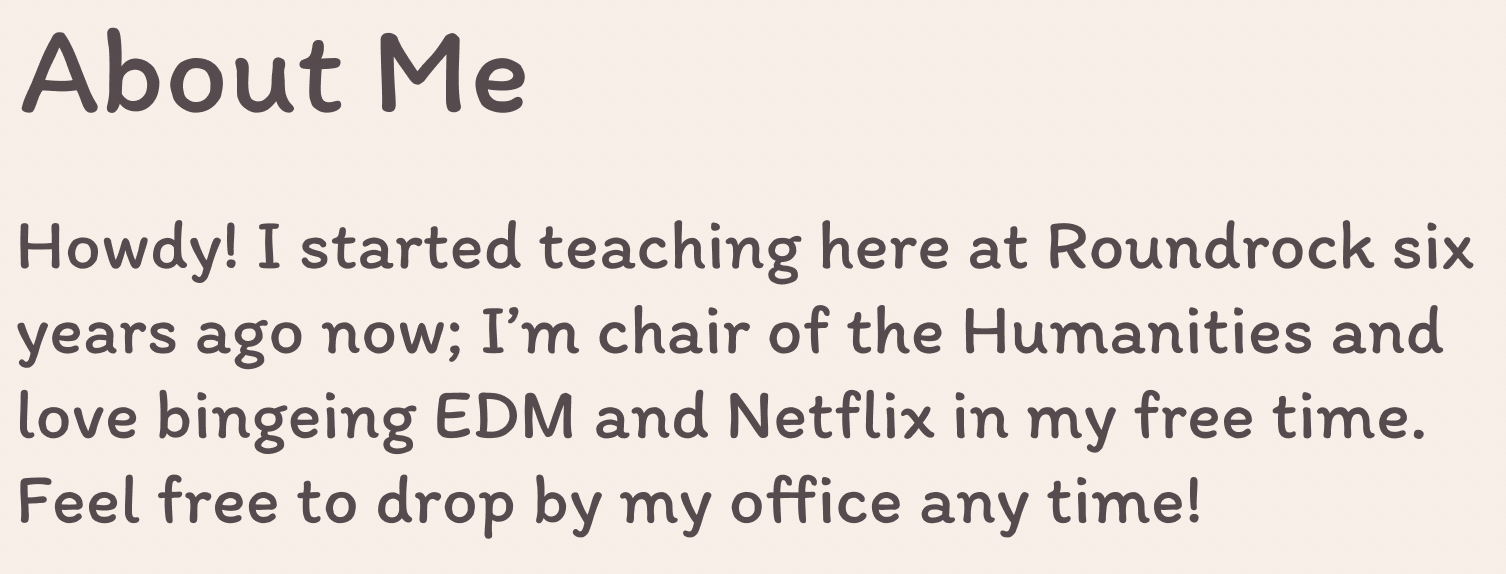 About Me
Howdy! I started teaching here at Roundrock six
years ago now; I’m chair of the Humanities and
love bingeing EDM and Netflix in my free time.
Feel free to drop by my office any time!